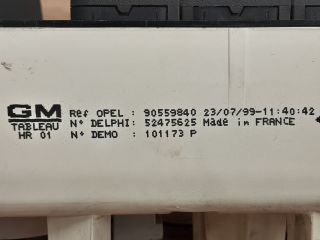 GM
TABLEAU
HR 01
Ref OPEL : 90559840 23/07/99-11:40:42
N° DELPHI: 52475625 Made in FRANCE
N° DEMO : 101173 P